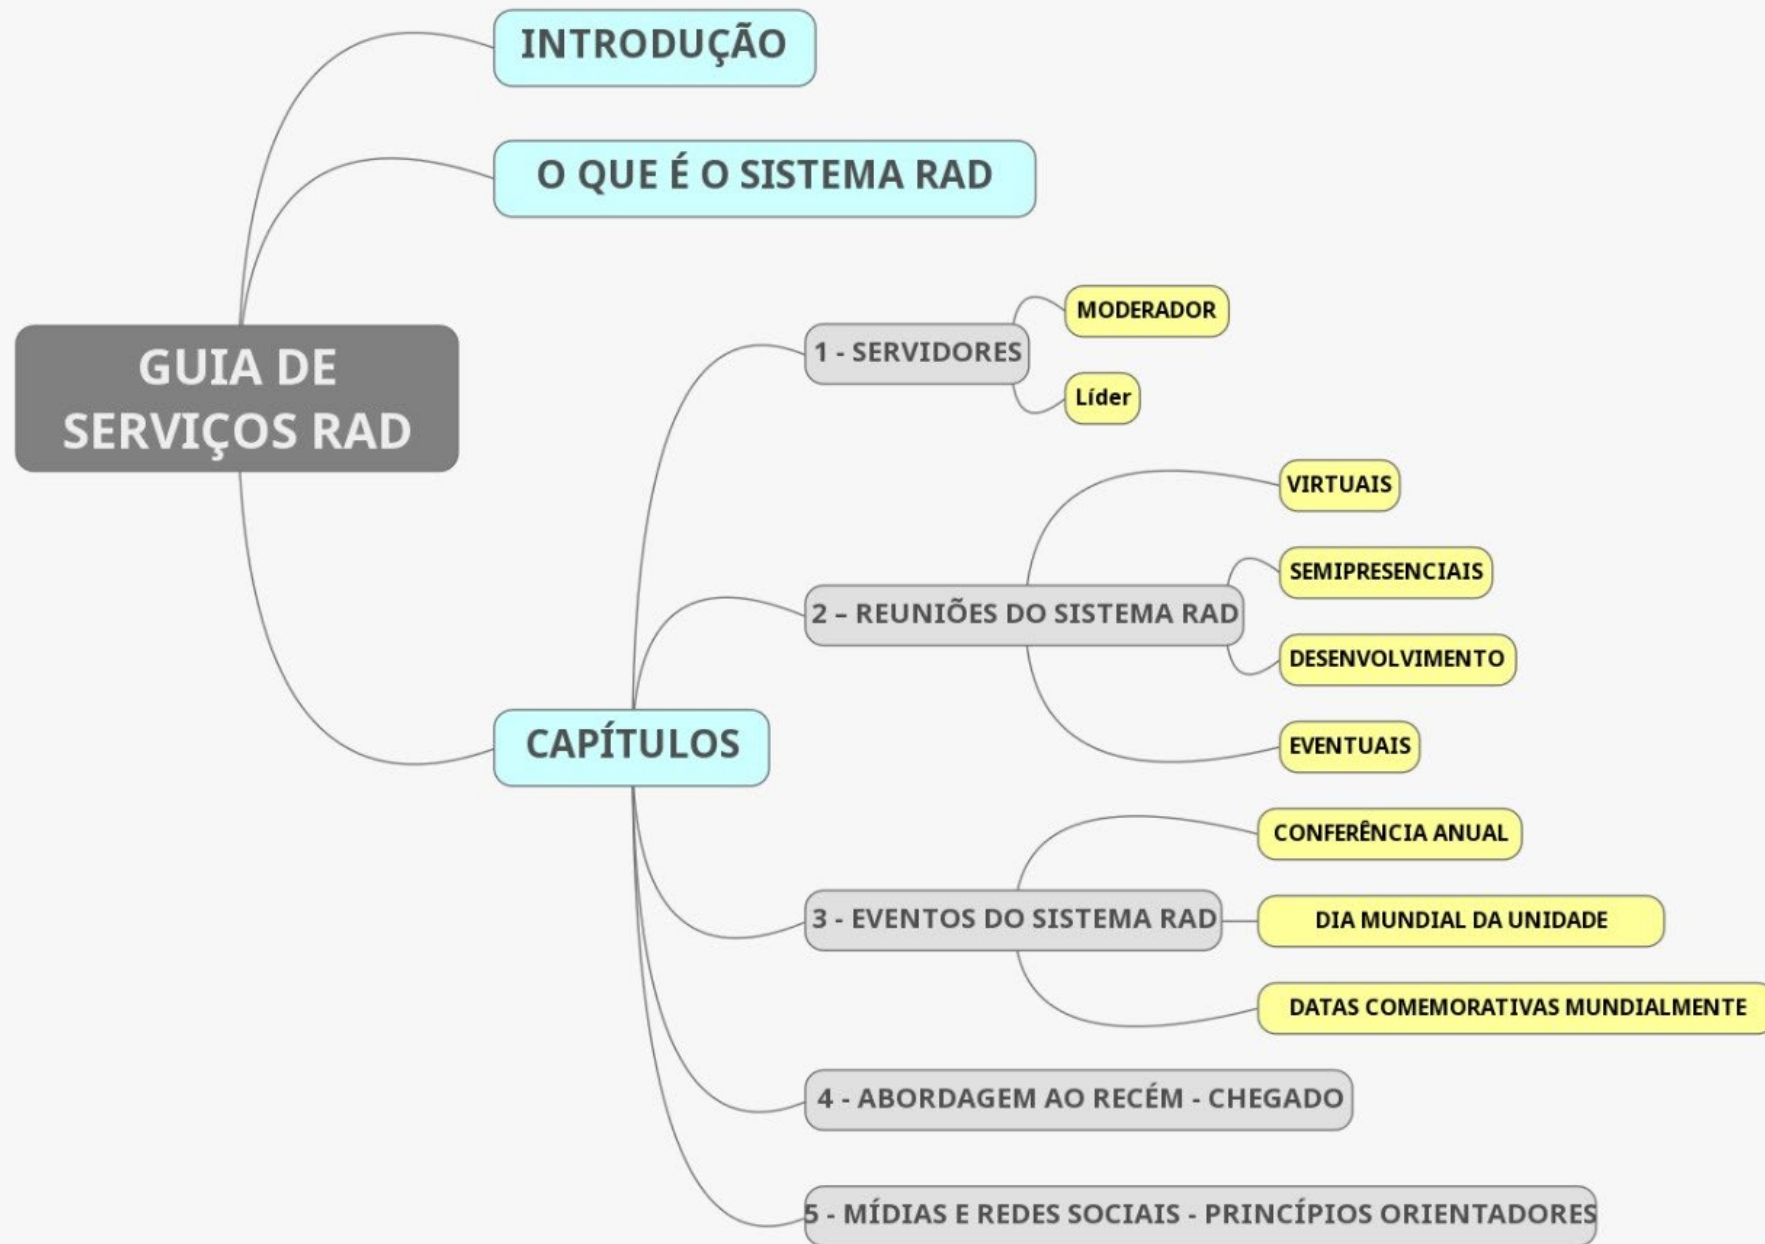 INTRODUÇÃO
O QUE É O SISTEMA RAD
GUIA DE
SERVIÇOS RAD
CAPÍTULOS
1 - SERVIDORES
MODERADOR
Líder
2 – REUNIÕES DO SISTEMA RAD
VIRTUAIS
SEMIPRESENCIAIS
DESENVOLVIMENTO
EVENTUAIS
3 - EVENTOS DO SISTEMA RAD
CONFERÊNCIA ANUAL
DIA MUNDIAL DA UNIDADE
DATAS COMEMORATIVAS MUNDIALMENTE
4 - ABORDAGEM AO RECÉM - CHEGADO
5 - MÍDIAS E REDES SOCIAIS - PRINCÍPIOS ORIENTADORES